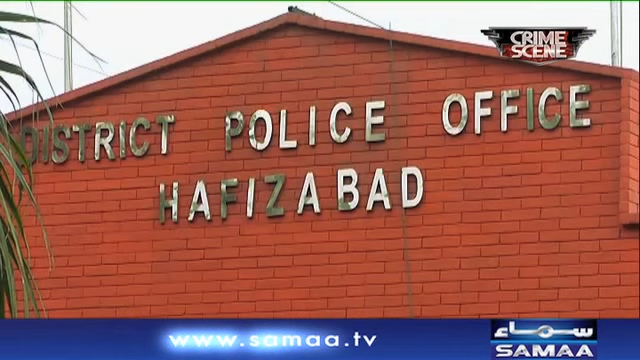 CRIME
SCENE
DISTRICT POLICE OFFICE
HAFIZABAD
www.samaa.tv
سماء
SAMAA